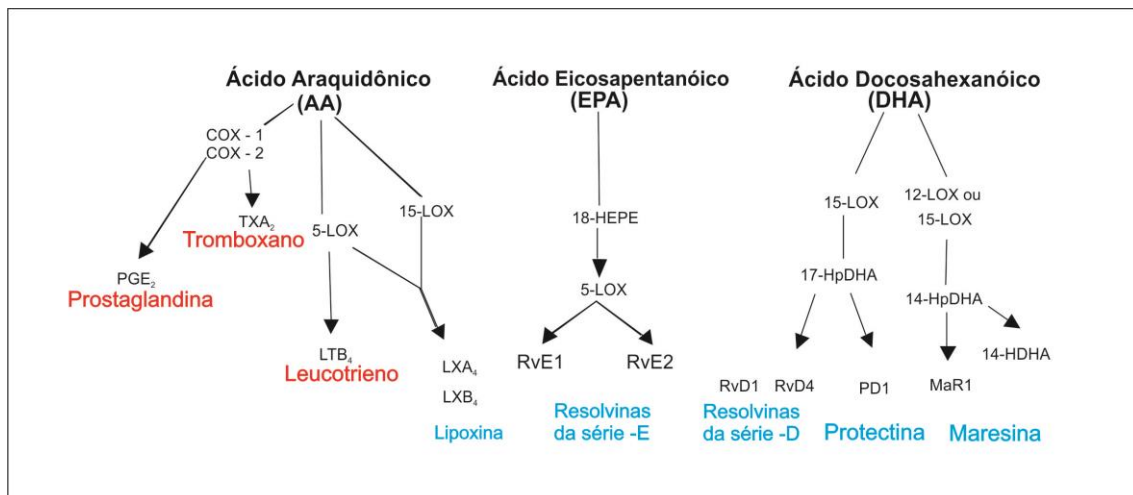 Ácido Araquidônico
(AA)
COX - 1
COX - 2
TXA₂
Tromboxano
PGE₂
Prostaglandina
5-LOX
15-LOX
LTB₄
Leucotrieno
LXA₄
LXB₄
Lipoxina
Ácido Eicosapentanóico
(EPA)
18-HEPE
5-LOX
RvE1
RvE2
Resolvinas
da série -E
Ácido Docosahexanóico
(DHA)
15-LOX
17-HpDHA
RvD1 RvD4
Resolvinas
da série -D
PD1
Protectina
12-LOX ou
15-LOX
14-HpDHA
14-HDHA
MaR1
Maresina